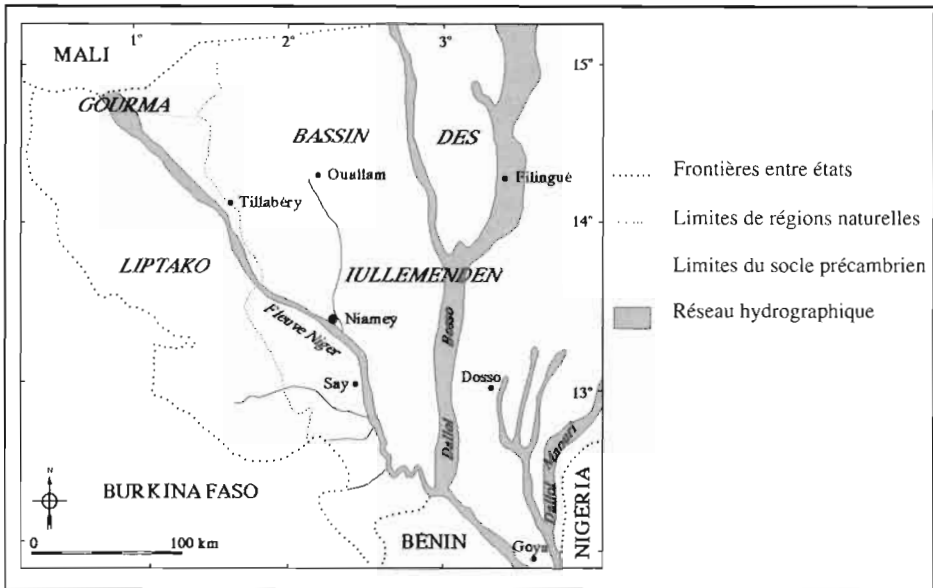 1° 2° 3°
MALI
15°
GOURMA
BASSIN DES
Ouallam
Filingué
Tillabéry
14°
LIPTAKO
IULLEMENDEN
Fleuve Niger
Niamey
Bosso
Say
Dosso
13°
Dallol
Dallol Maouri
BURKINA FASO
NIGERIA
BÉNIN
Goya
N
0 100 km
Frontières entre états
Limites de régions naturelles
Limites du socle précambrien
Réseau hydrographique